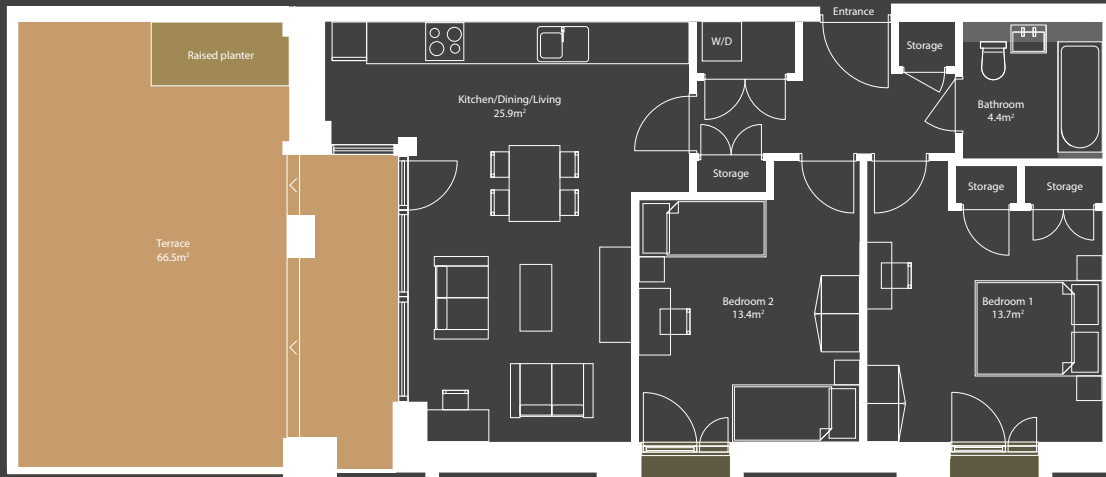 Entrance
Raised planter
W/D
Storage
Kitchen/Dining/Living
25.9m²
Bathroom
4.4m²
Storage
Storage
Storage
Terrace
66.5m²
Bedroom 2
13.4m²
Bedroom 1
13.7m²